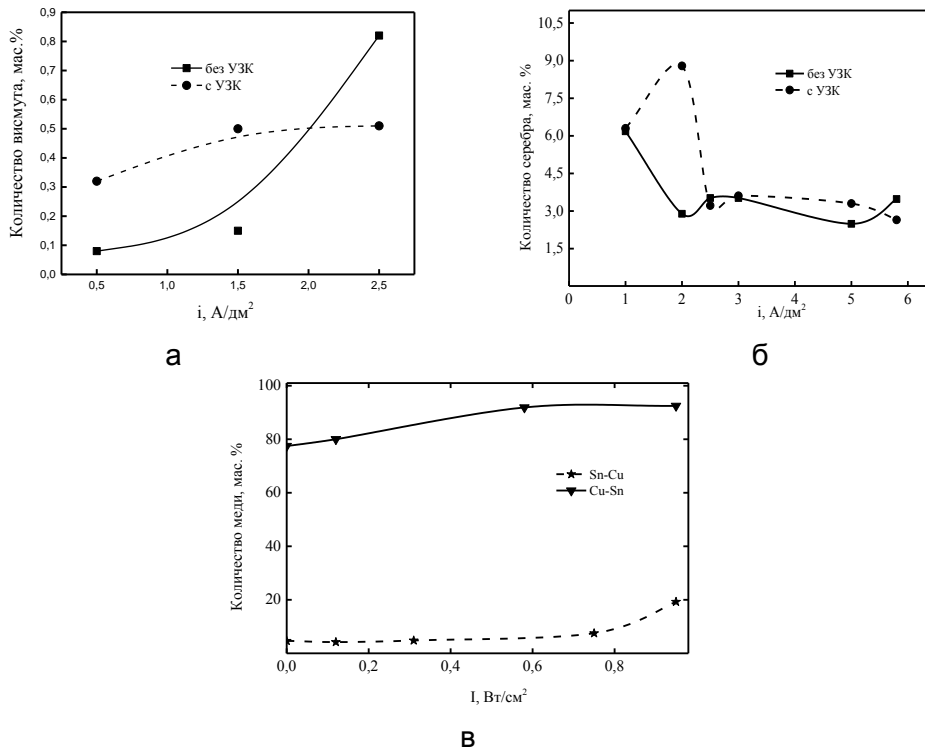 Количество висмута, мас.%
0,9
0,8
0,7
0,6
0,5
0,4
0,3
0,2
0,1
0,0
без УЗК
с УЗК
0,5 1,0 1,5 2,0 2,5
i, А/дм²
а
Количество серебра, мас. %
10,5
9,0
7,5
6,0
4,5
3,0
1,5
без УЗК
с УЗК
0 1 2 3 4 5 6
i, А/дм²
б
Количество меди, мас. %
100
80
60
40
20
Sn-Cu
Cu-Sn
0,0 0,2 0,4 0,6 0,8
I, Вт/см²
в